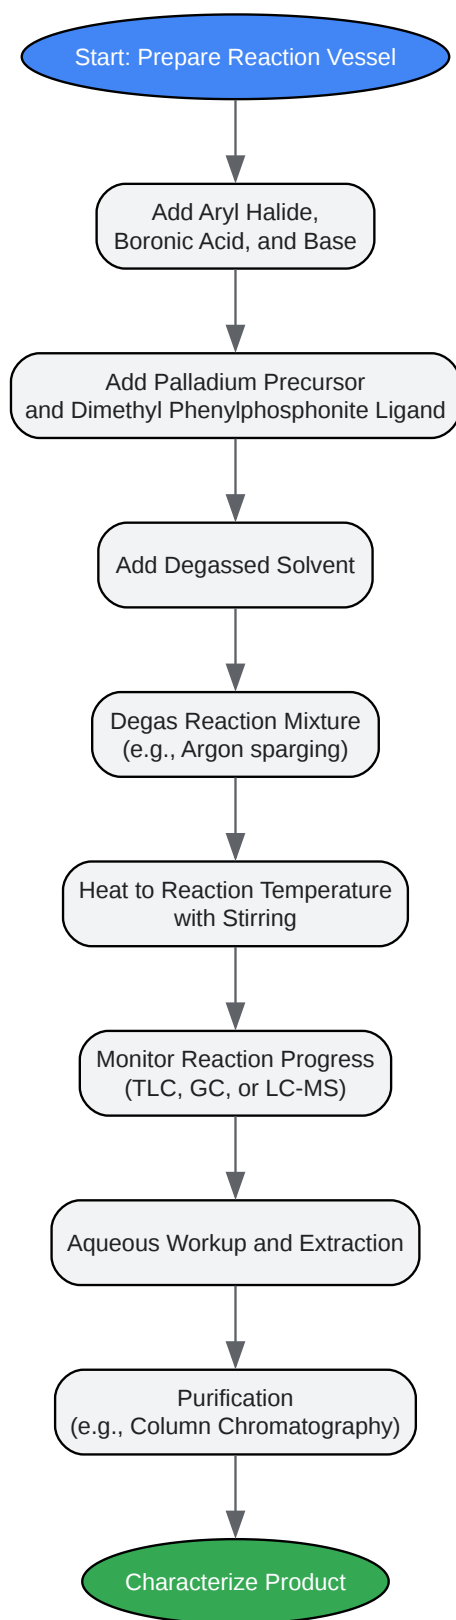 Start: Prepare Reaction Vessel
Add Aryl Halide,
Boronic Acid, and Base
Add Palladium Precursor
and Dimethyl Phenylphosphonite Ligand
Add Degassed Solvent
Degas Reaction Mixture
(e.g., Argon sparging)
Heat to Reaction Temperature
with Stirring
Monitor Reaction Progress
(TLC, GC, or LC-MS)
Aqueous Workup and Extraction
Purification
(e.g., Column Chromatography)
Characterize Product